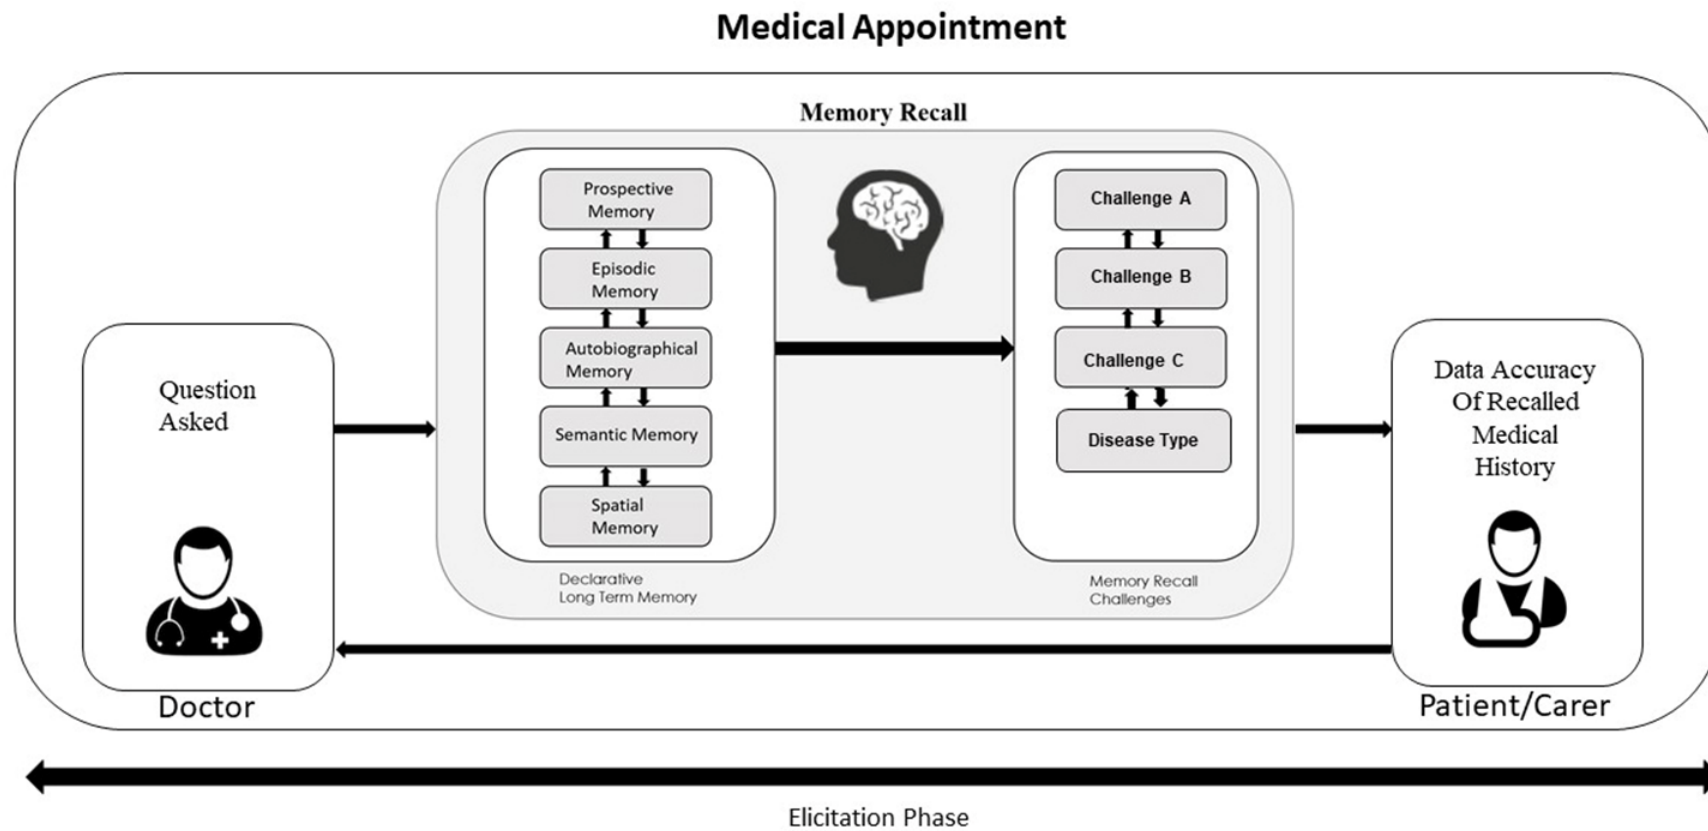 Medical Appointment
Memory Recall
Prospective
Memory
Episodic
Memory
Autobiographical
Memory
Semantic Memory
Spatial
Memory
Declarative
Long Term Memory
Challenge A
Challenge B
Challenge C
Disease Type
Memory Recall
Challenges
Question
Asked
Doctor
Data Accuracy
Of Recalled
Medical
History
Patient/Carer
Elicitation Phase